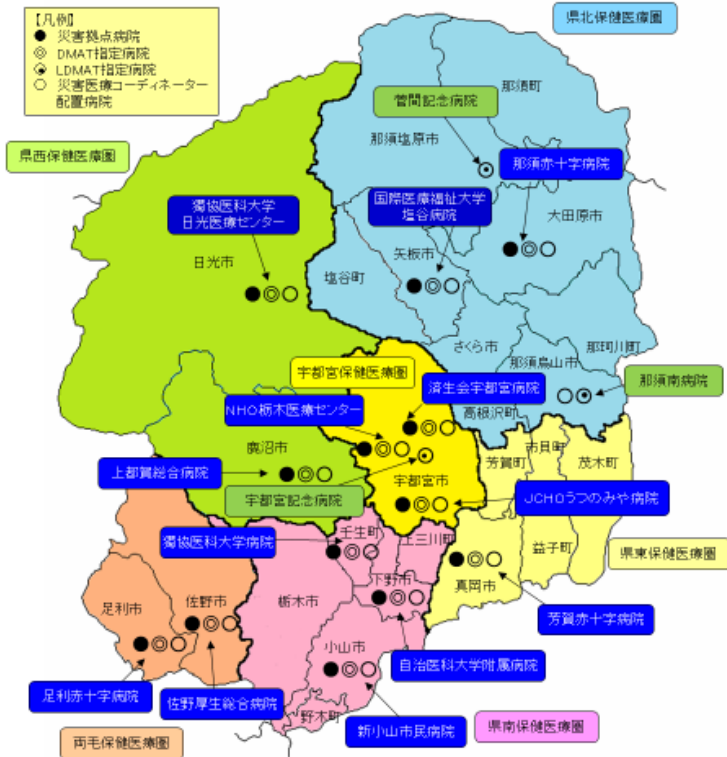 【凡例】
● 災害拠点病院
◎ DMAT指定病院
LDMAT指定病院
○ 災害医療コーディネーター
配置病院
県北保健医療圏
那須町
菅間記念病院
那須塩原市
県西保健医療圏
那須赤十字病院
国際医療福祉大学
塩谷病院
獨協医科大学
日光医療センター
大田原市
日光市
矢板市
塩谷町
さくら市
那珂川町
那須烏山市
宇都宮保健医療圏
済生会宇都宮病院
那須南病院
NHO栃木医療センター
高根沢町
鹿沼市
市貝町
芳賀町
茂木町
上都賀総合病院
宇都宮市
宇都宮記念病院
JCHOうつのみや病院
獨協医科大学病院
壬生町
上三川町
益子町
県東保健医療圏
下野市
真岡市
足利市
佐野市
栃木市
芳賀赤十字病院
小山市
自治医科大学附属病院
足利赤十字病院
佐野厚生総合病院
野木町
新小山市民病院
県南保健医療圏
両毛保健医療圏